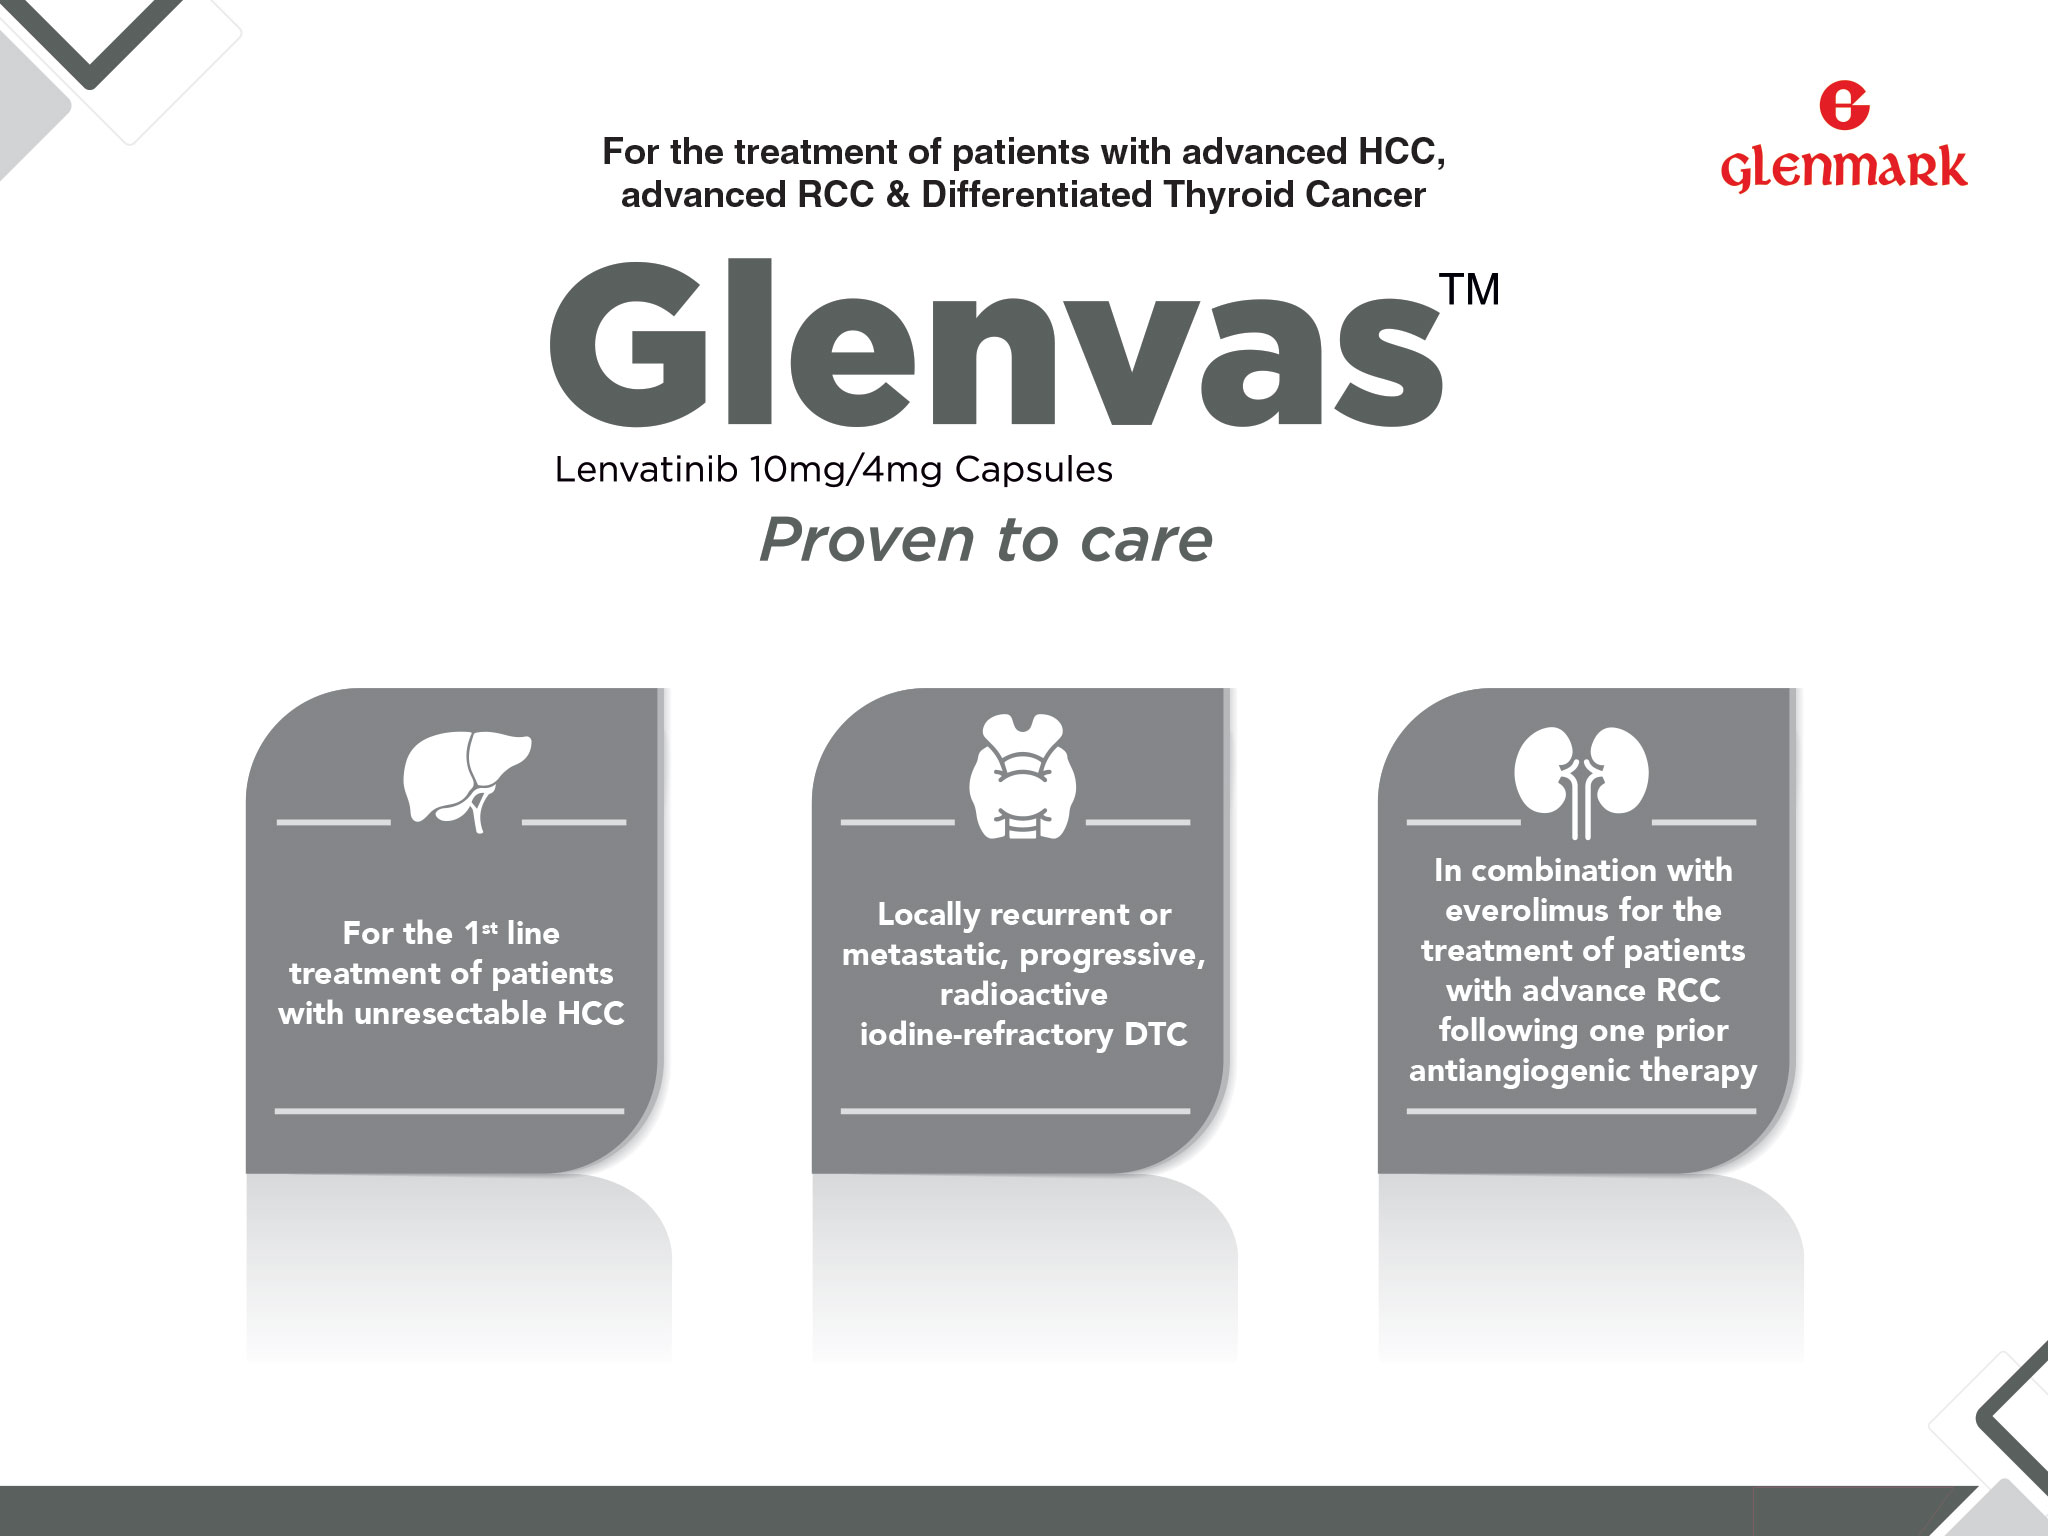 For the treatment of patients with advanced HCC,
advanced RCC & Differentiated Thyroid Cancer
glenmark
Glenvas™
Lenvatinib 10mg/4mg Capsules
Proven to care
For the 1st line
treatment of patients
with unresectable HCC
Locally recurrent or
metastatic, progressive,
radioactive
iodine-refractory DTC
In combination with
everolimus for the
treatment of patients
with advance RCC
following one prior
antiangiogenic therapy